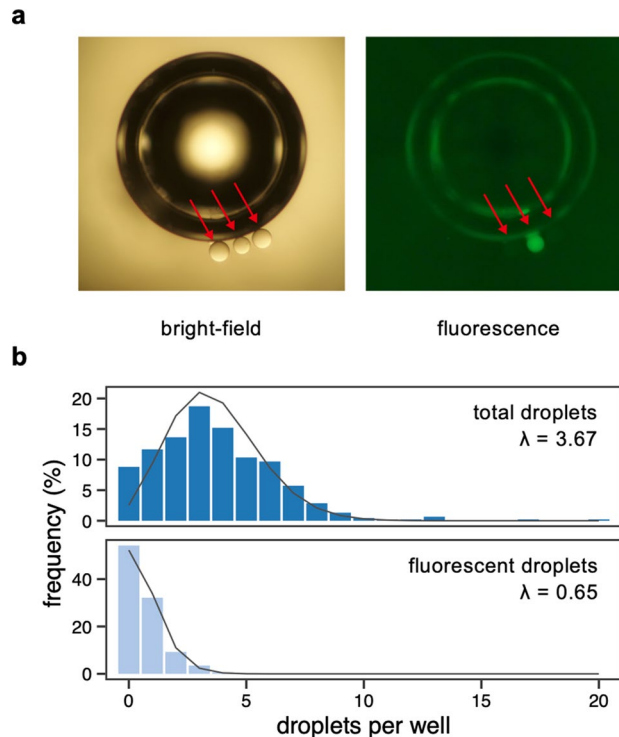 a
bright-field
fluorescence
b
frequency (%)
20
15
10
5
0
total droplets
λ = 3.67
40
20
0
fluorescent droplets
λ = 0.65
0
5
10
15
20
droplets per well